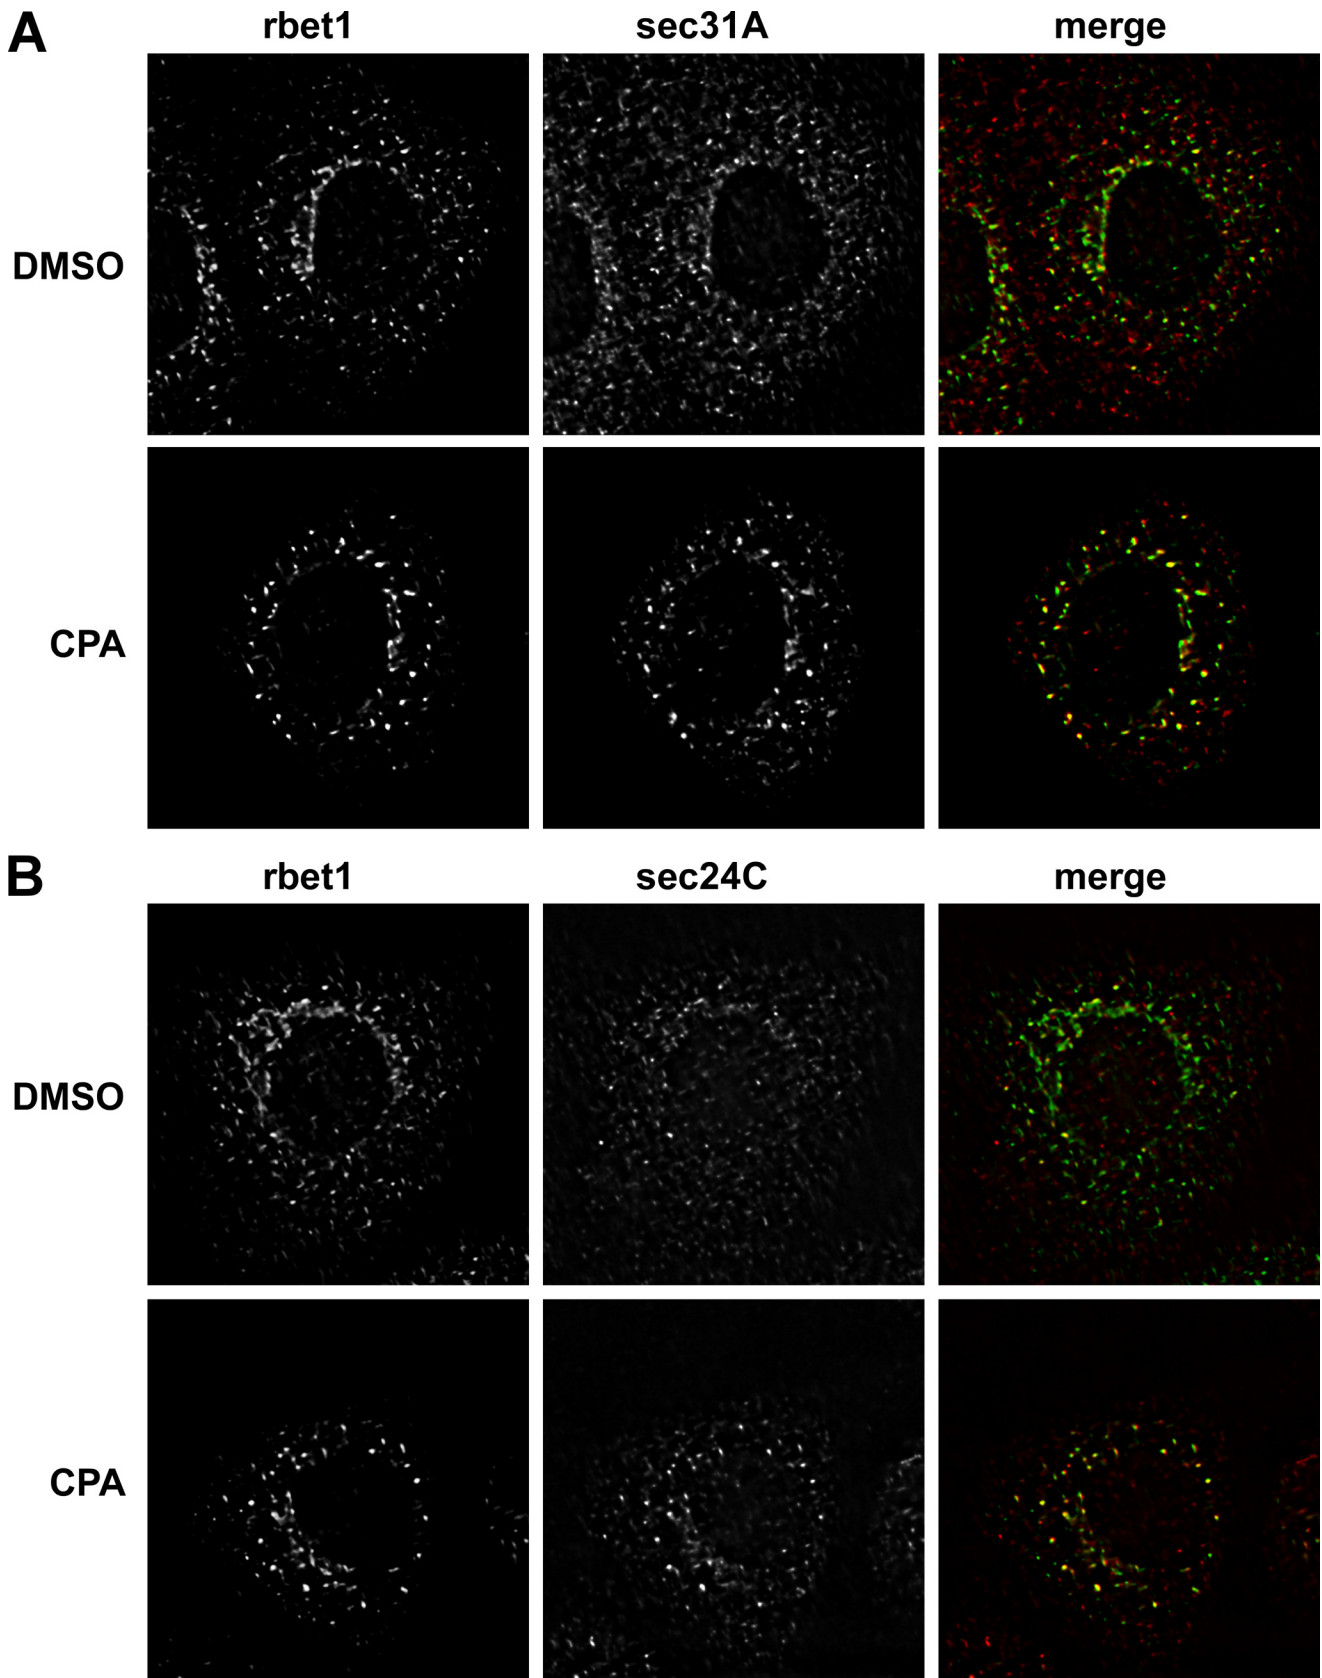 A
rbet1 sec31A merge
DMSO
CPA
B
rbet1 sec24C merge
DMSO
CPA